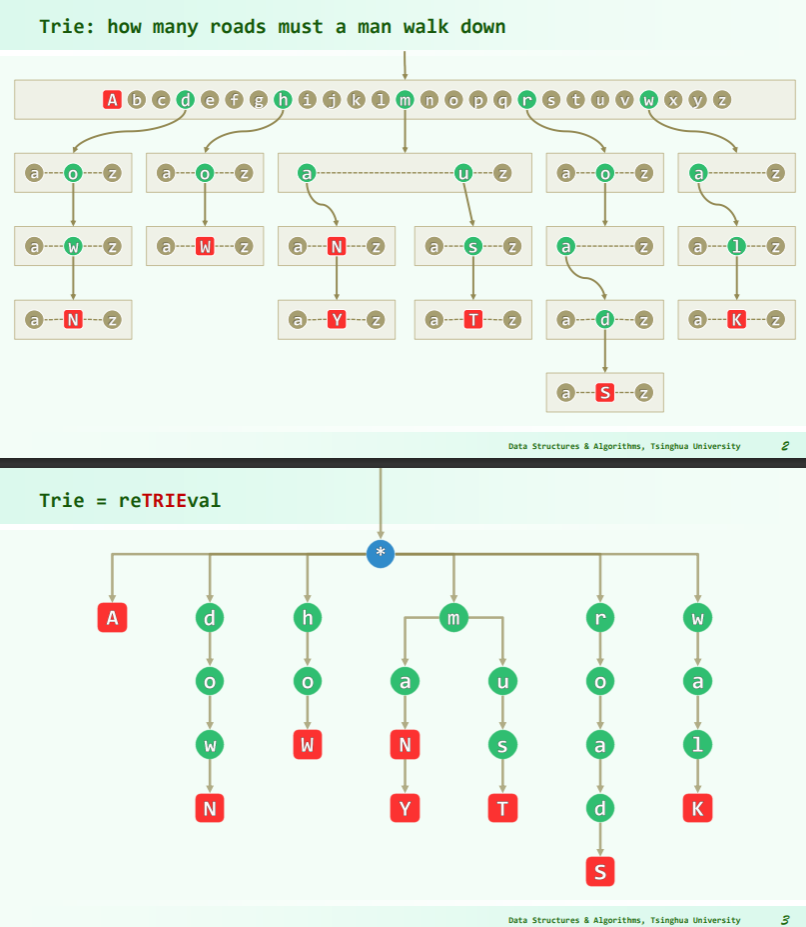 Trie: how many roads must a man walk down
A b c d e f g h i j k l m n o p q r s t u v w x y z
a o z a o z a u z a o z a z
a w z a W z a N z a s z a z a l z
a N z a Y z a T z a d z a K z
a S z
Data Structures & Algorithms, Tsinghua University 2
Trie = reTRIEval
*
A d h m r w
o o a u o a
w W N s a l
N Y T d K
S
Data Structures & Algorithms, Tsinghua University 3